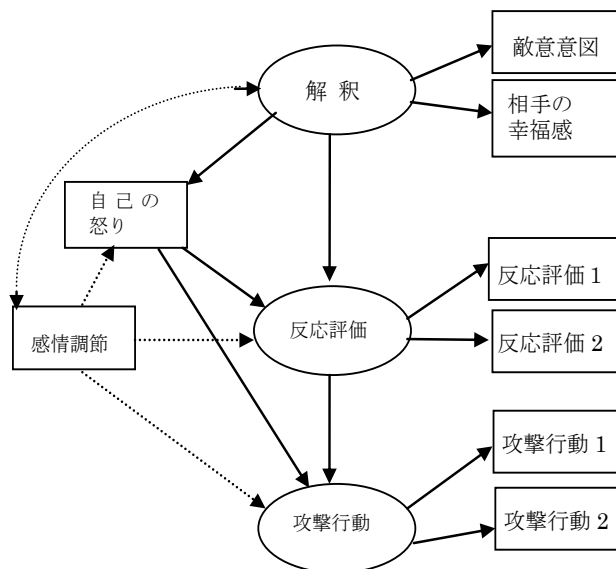 敵意意図
解 釈
相手の
幸福感
自 己 の
怒り
反応評価 1
感情調節
反応評価
反応評価 2
攻撃行動 1
攻撃行動
攻撃行動 2